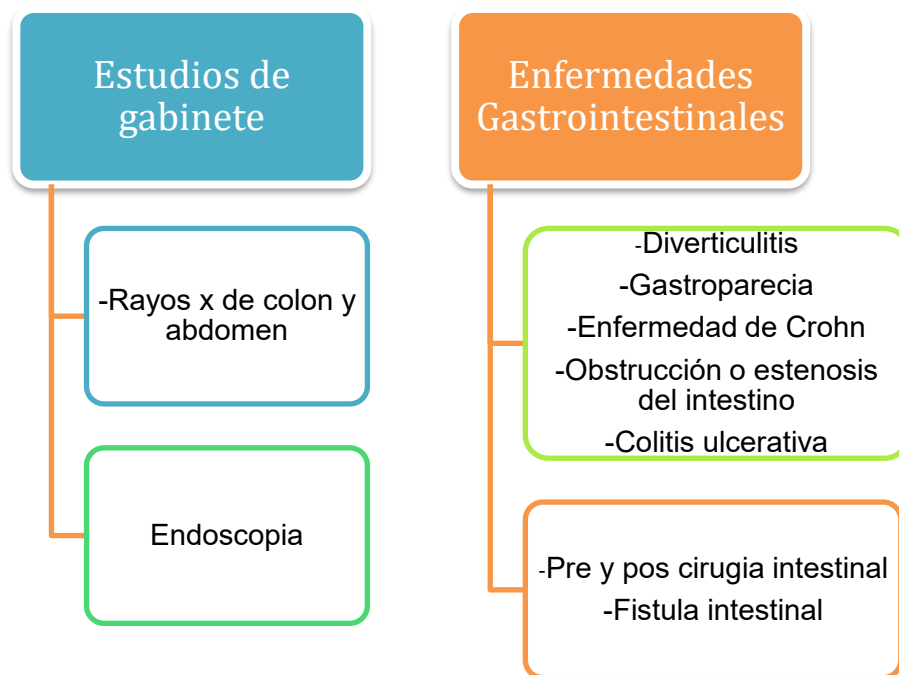 Estudios de
gabinete
-Rayos x de colon y
abdomen
Endoscopia
Enfermedades
Gastrointestinales
-Diverticulitis
-Gastroparecia
-Enfermedad de Crohn
-Obstrucción o estenosis
del intestino
-Colitis ulcerativa
-Pre y pos cirugia intestinal
-Fistula intestinal